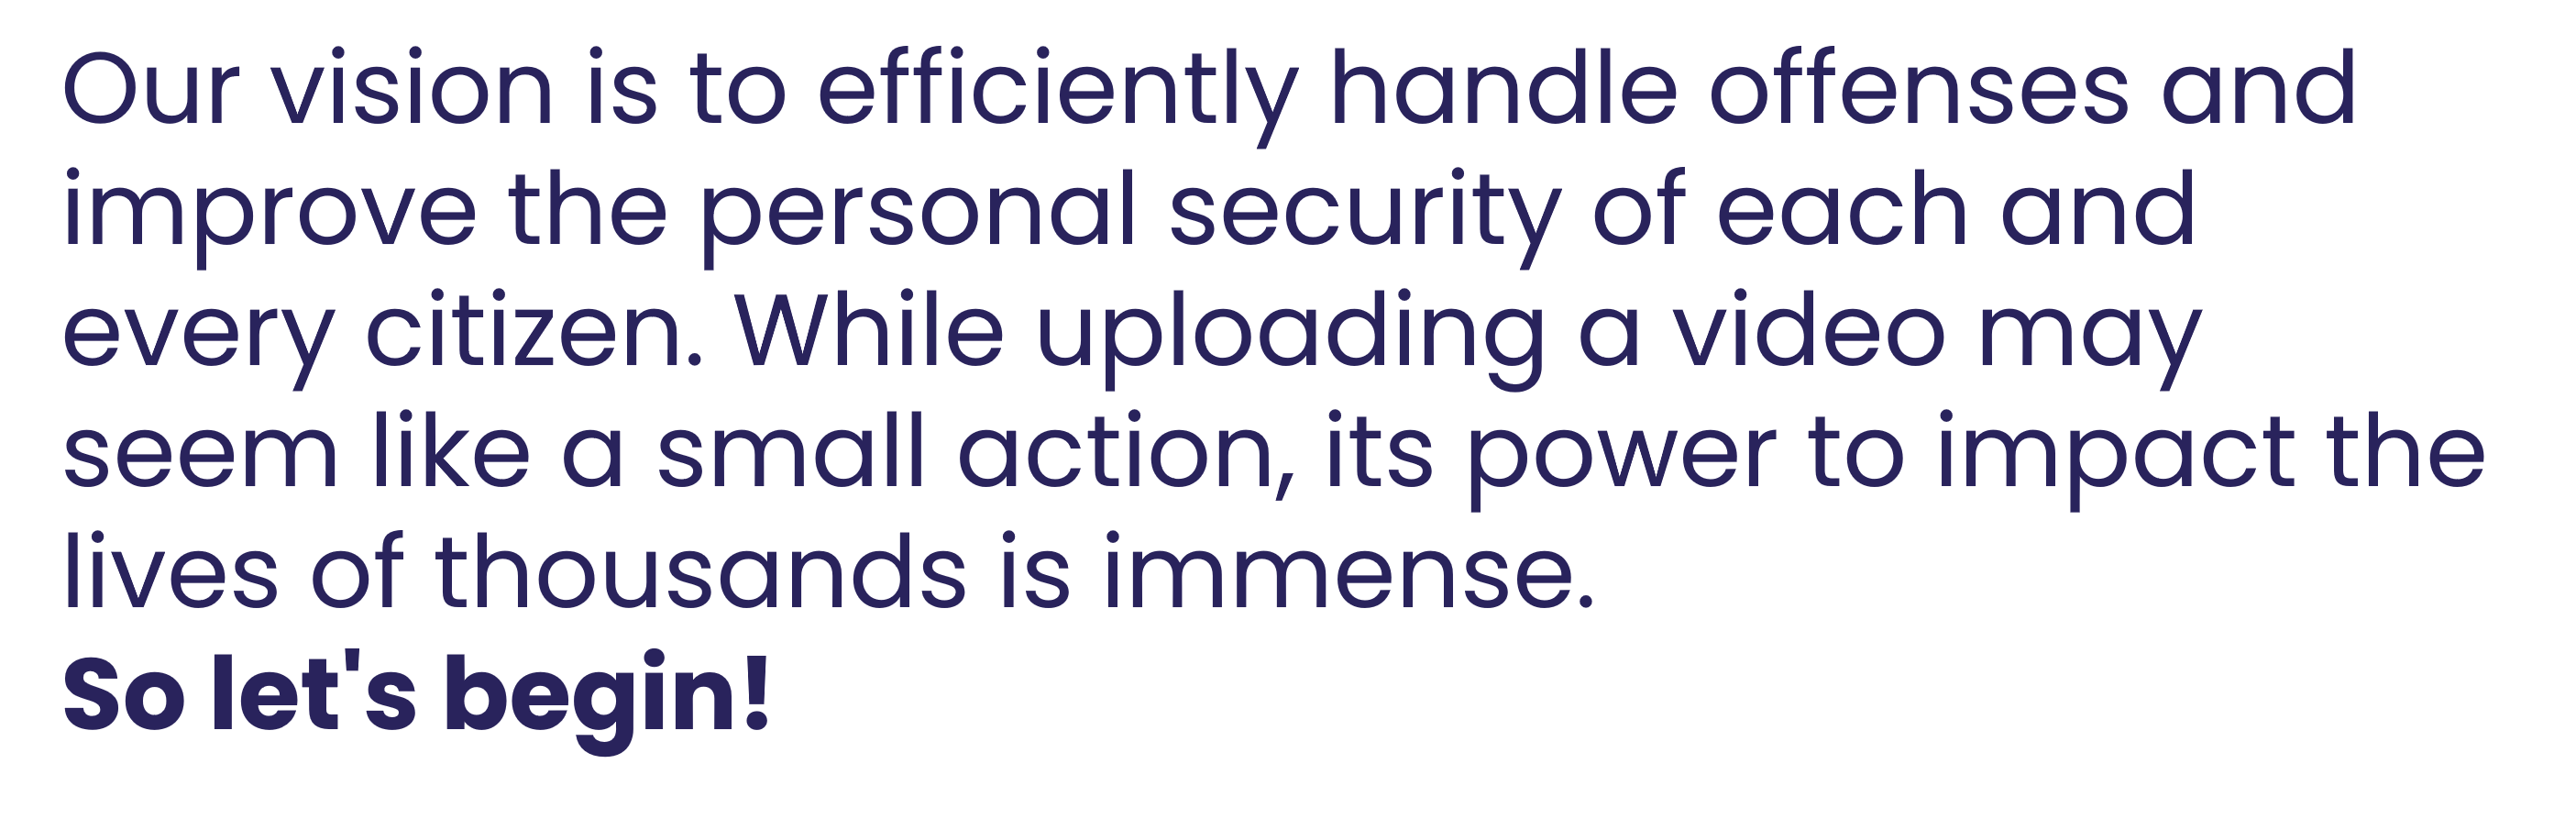 Our vision is to efficiently handle offenses and
improve the personal security of each and
every citizen. While uploading a video may
seem like a small action, its power to impact the
lives of thousands is immense.
So let's begin!